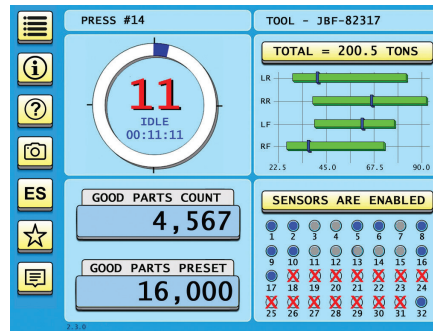 PRESS #14
TOOL - JBF-82317
11
IDLE
00:11:11
TOTAL = 200.5 TONS
LR
RR
LF
RF
22.5 45.0 67.5 90.0
ES
GOOD PARTS COUNT
4,567
GOOD PARTS PRESET
16,000
SENSORS ARE ENABLED
1 2 3 4 5 6 7 8
9 10 11 12 13 14 15 16
17 18 19 20 21 22 23 24
25 26 27 28 29 30 31 32
2.3.0